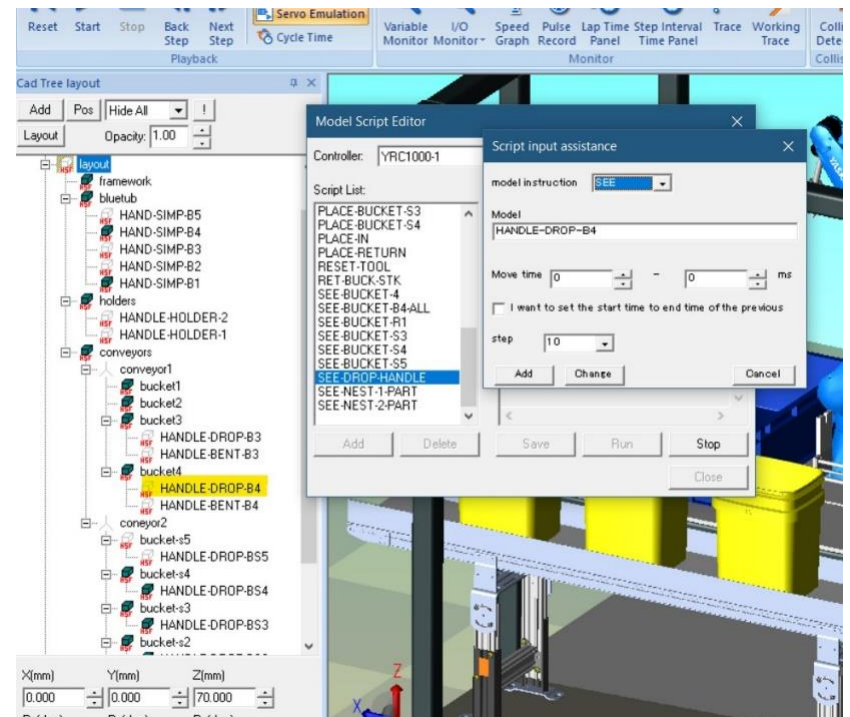 Servo Emulation
Reset Start Stop Back Step Next Step Cycle Time Variable Monitor I/O Monitor Speed Graph Pulse Record Lap Time Panel Step Interval Time Panel Trace Working Trace
Playback
Monitor
Cad Tree layout
Add Pos Hide All !
Layout Opacity: 1.00
layout
framework
bluetub
HAND-SIMP-B5
HAND-SIMP-B4
HAND-SIMP-B3
HAND-SIMP-B2
HAND-SIMP-B1
holders
HANDLE-HOLDER-2
HANDLE-HOLDER-1
conveyors
conveyor1
bucket1
bucket2
bucket3
HANDLE-DROP-B3
HANDLE-BENT-B3
bucket4
HANDLE-DROP-B4
HANDLE-BENT-B4
coneyor2
bucket-s5
HANDLE-DROP-BS5
bucket-s4
HANDLE-DROP-BS4
bucket-s3
HANDLE-DROP-BS3
bucket-s2
X(mm) Y(mm) Z(mm)
0.000 0.000 70.000
Model Script Editor
Controller: YRC1000-1
Script List:
PLACE-BUCKET-S3
PLACE-BUCKET-S4
PLACE-IN
PLACE-RETURN
RESET-TOOL
RET-BUCK-STK
SEE-BUCKET-4
SEE-BUCKET-B4-ALL
SEE-BUCKET-R1
SEE-BUCKET-S3
SEE-BUCKET-S4
SEE-BUCKET-S5
SEE-DROP-HANDLE
SEE-NEST-1-PART
SEE-NEST-2-PART
Add Delete Save Run Stop
Close
Script input assistance
model instruction SEE
Model
HANDLE-DROP-B4
Move time 0 - 0 ms
I want to set the start time to end time of the previous
step 10
Add Change Cancel
Z
X